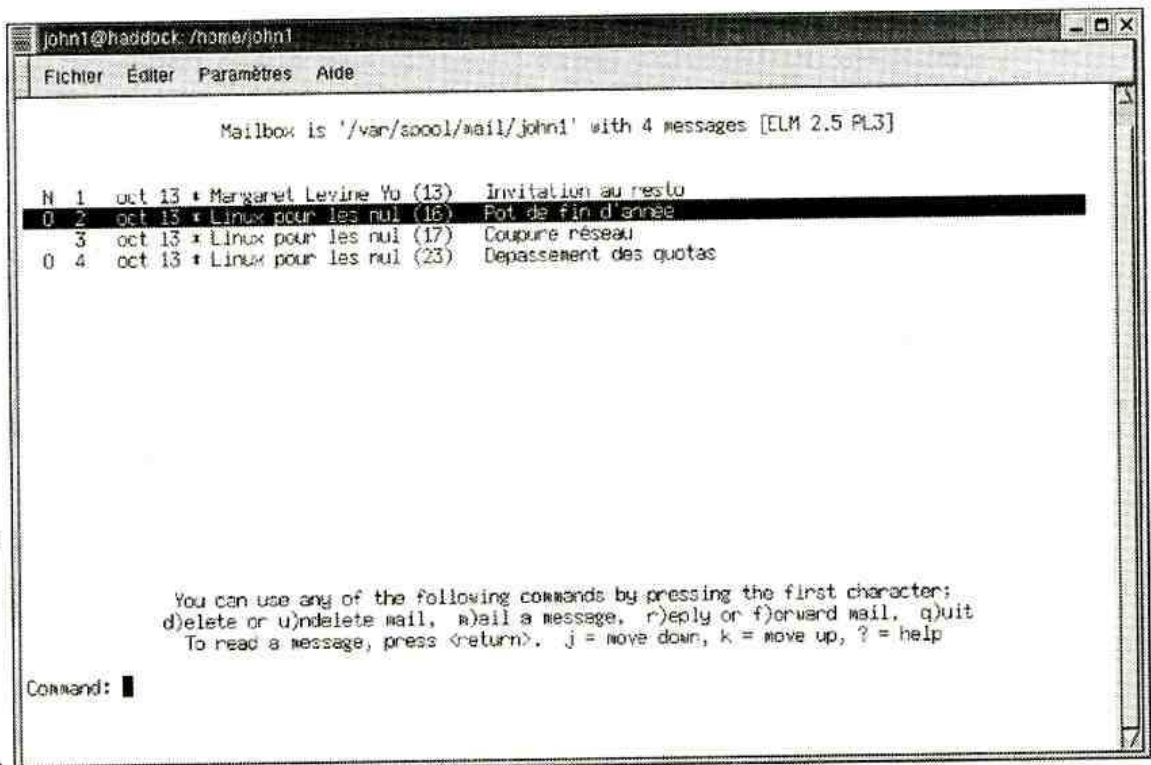 john1@haddock: /home/john1
Fichier Éditer Paramètres Aide
Mailbox is '/var/spool/mail/john1' with 4 messages [ELM 2.5 PL3]
N 1 oct 13 * Margaret Levine Yo (13) Invitation au resto
O 2 oct 13 * Linux pour les nul (16) Pot de fin d'année
3 oct 13 * Linux pour les nul (17) Coupure réseau
O 4 oct 13 * Linux pour les nul (23) Depassement des quotas
You can use any of the following commands by pressing the first character;
d)elete or u)ndelete mail, m)ail a message, r)eply or f)orward mail, q)uit
To read a message, press <return>. j = move down, k = move up, ? = help
Command: